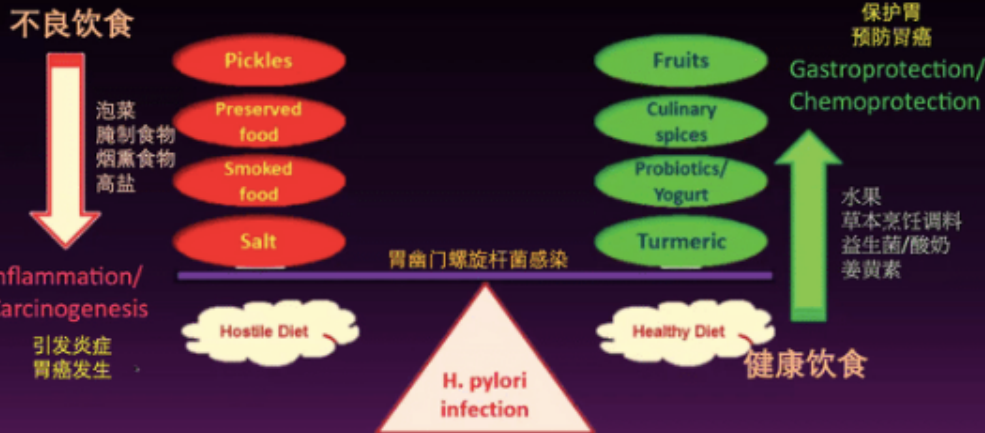 不良饮食
泡菜
腌制食物
烟熏食物
高盐
nflammation/
arcinogenesis
引发炎症
胃癌发生
Pickles
Preserved
food
Smoked
food
Salt
Hostile Diet
胃幽门螺旋杆菌感染
H. pylori
infection
Fruits
Culinary
spices
Probiotics/
Yogurt
Turmeric
Healthy Diet
保护胃
预防胃癌
Gastroprotection/
Chemoprotection
水果
草本烹饪调料
益生菌/酸奶
姜黄素
健康饮食